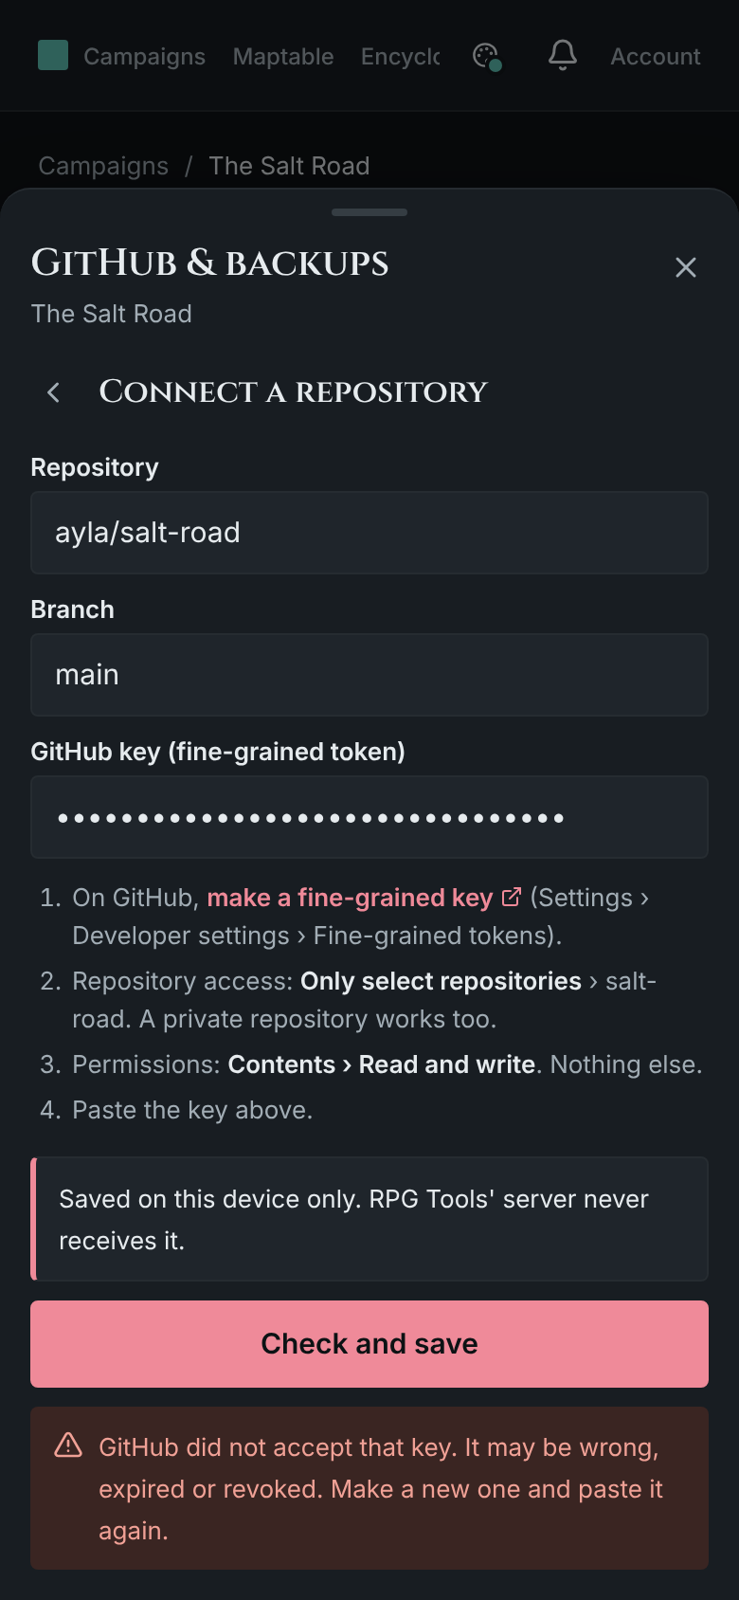 Campaigns Maptable Encyclc Account
Campaigns / The Salt Road
GitHub & backups
The Salt Road
Connect a repository
Repository
ayla/salt-road
Branch
main
GitHub key (fine-grained token)
••••••••••••••••••••••••••••••••
1. On GitHub, make a fine-grained key (Settings ›
Developer settings › Fine-grained tokens).
2. Repository access: Only select repositories › salt-
road. A private repository works too.
3. Permissions: Contents › Read and write. Nothing else.
4. Paste the key above.
Saved on this device only. RPG Tools' server never
receives it.
Check and save
GitHub did not accept that key. It may be wrong,
expired or revoked. Make a new one and paste it
again.